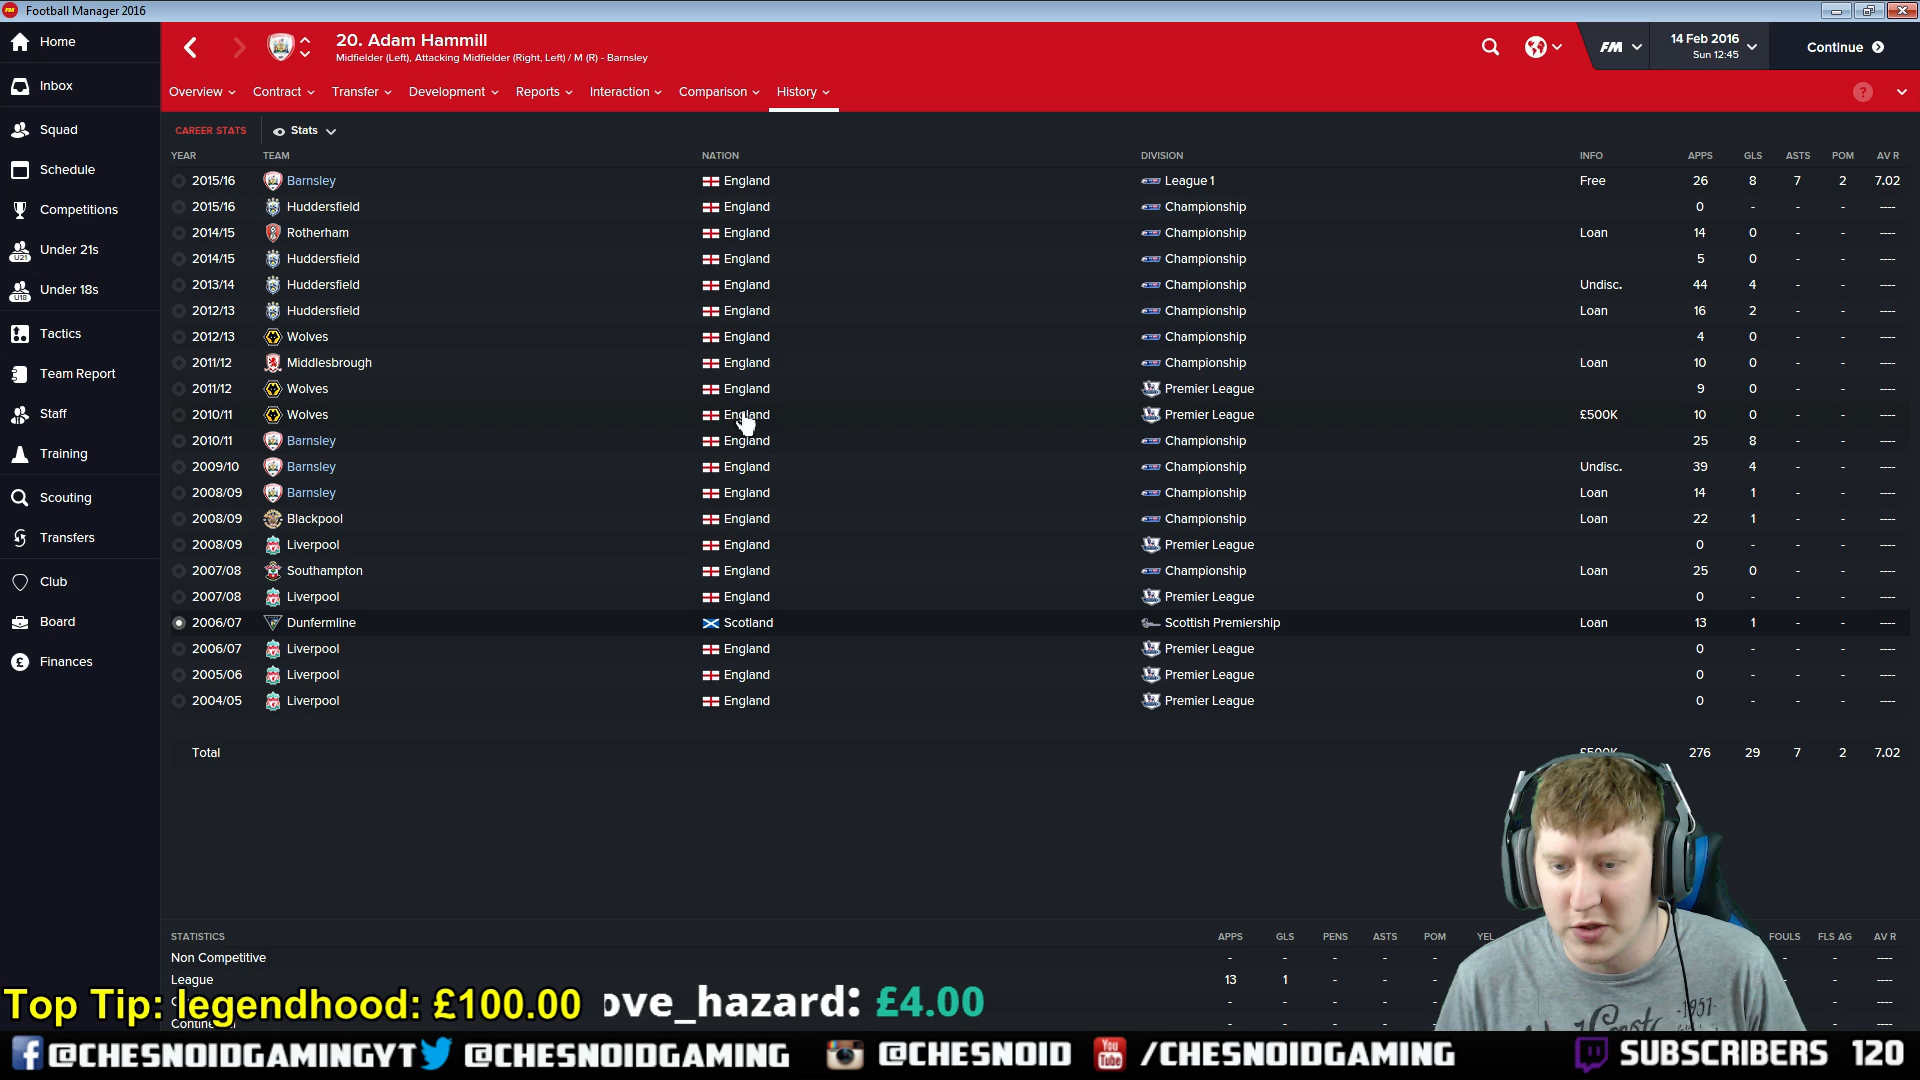 Football Manager 2016
Home
Inbox
Squad
Schedule
Competitions
Under 21s
Under 18s
Tactics
Team Report
Staff
Training
Scouting
Transfers
Club
Board
Finances
20. Adam Hammill
Midfielder (Left), Attacking Midfielder (Right, Left) / M (R) - Barnsley
FM
14 Feb 2016
Sun 12:45
Continue
Overview Contract Transfer Development Reports Interaction Comparison History
CAREER STATS Stats
YEAR TEAM NATION DIVISION INFO APPS GLS ASTS POM AV R
2015/16 Barnsley England League 1 Free 26 8 7 2 7.02
2015/16 Huddersfield England Championship 0 - - - ----
2014/15 Rotherham England Championship Loan 14 0 - - ----
2014/15 Huddersfield England Championship 5 0 - - ----
2013/14 Huddersfield England Championship Undisc. 44 4 - - ----
2012/13 Huddersfield England Championship Loan 16 2 - - ----
2012/13 Wolves England Championship 4 0 - - ----
2011/12 Middlesbrough England Championship Loan 10 0 - - ----
2011/12 Wolves England Premier League 9 0 - - ----
2010/11 Wolves England Premier League £500K 10 0 - - ----
2010/11 Barnsley England Championship 25 8 - - ----
2009/10 Barnsley England Championship Undisc. 39 4 - - ----
2008/09 Barnsley England Championship Loan 14 1 - - ----
2008/09 Blackpool England Championship Loan 22 1 - - ----
2008/09 Liverpool England Premier League 0 - - - ----
2007/08 Southampton England Championship Loan 25 0 - - ----
2007/08 Liverpool England Premier League 0 - - - ----
2006/07 Dunfermline Scotland Scottish Premiership Loan 13 1 - - ----
2006/07 Liverpool England Premier League 0 - - - ----
2005/06 Liverpool England Premier League 0 - - - ----
2004/05 Liverpool England Premier League 0 - - - ----
Total £500K 276 29 7 2 7.02
STATISTICS APPS GLS PENS ASTS POM YEL FOULS FLS AG AV R
Non Competitive - - - - - - - ----
League 13 1 - - - - - ----
Top Tip: legendhood: £100.00 ove_hazard: £4.00
-1951-
@CHESNOIDGAMINGYT @CHESNOIDGAMING @CHESNOID You Tube /CHESNOIDGAMING SUBSCRIBERS 120